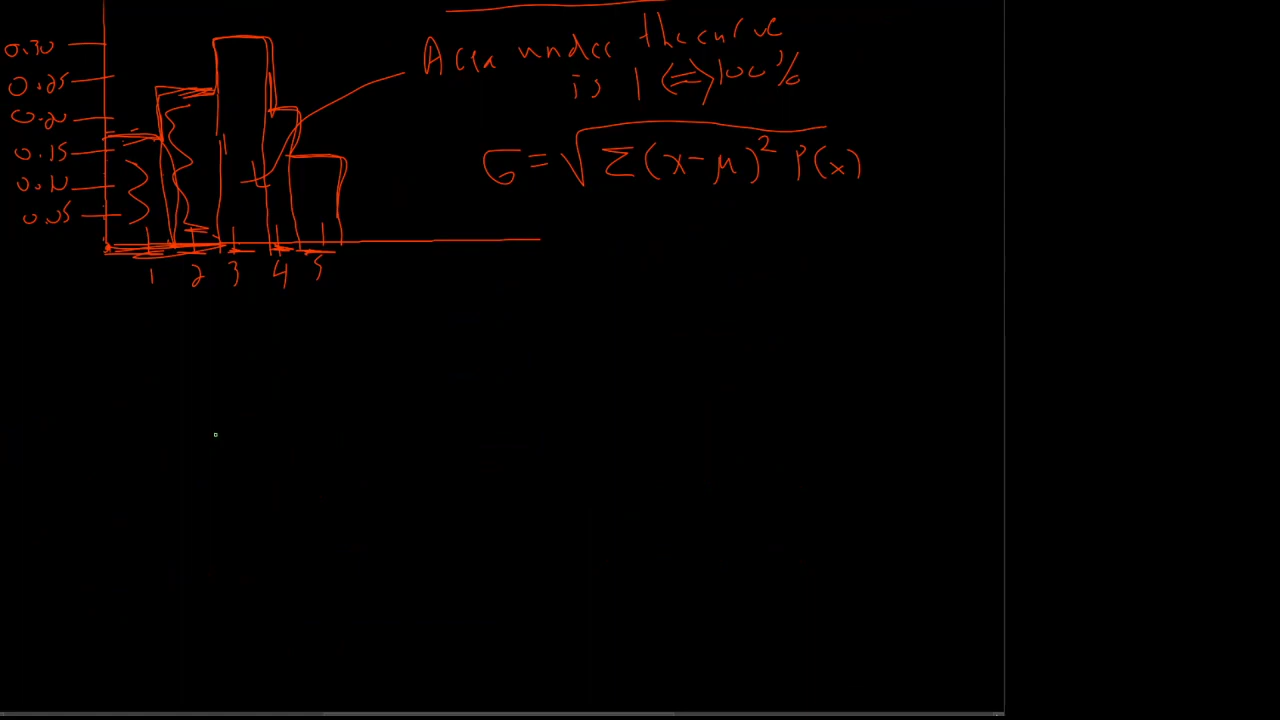 0.30
0.25
0.20
0.15
0.10
0.05
1 2 3 4 5
Area under the curve
is 1 ⟺ 100%
σ = √Σ(x-μ)² P(x)